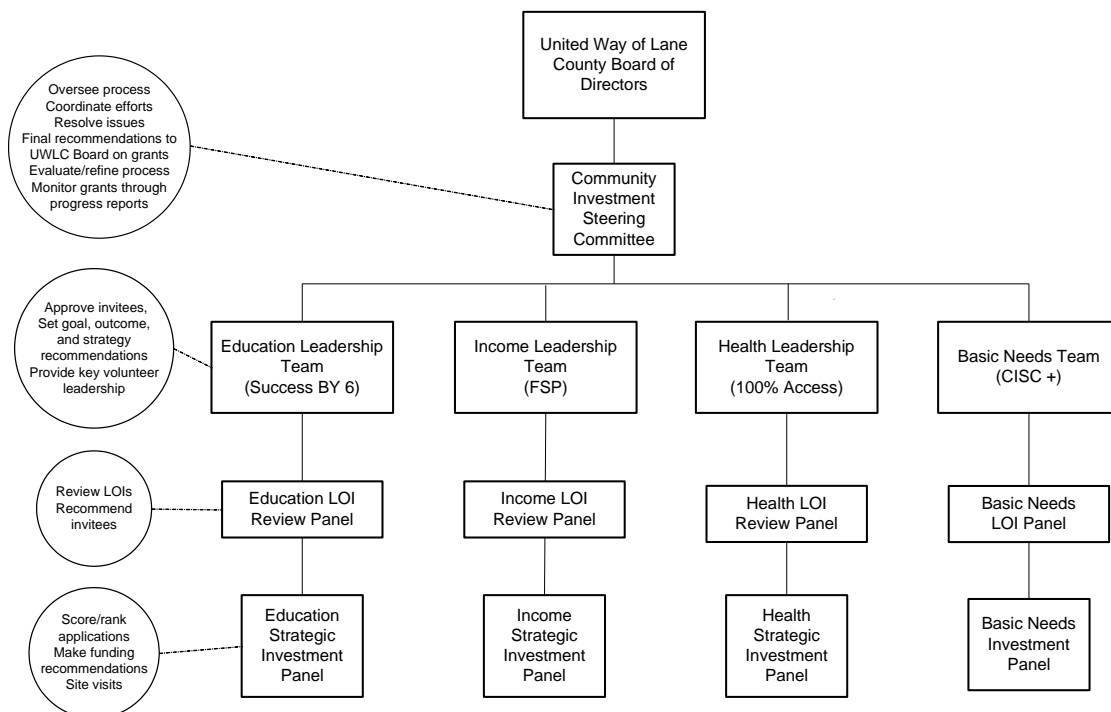 United Way of Lane
County Board of
Directors
Oversee process
Coordinate efforts
Resolve issues
Final recommendations to
UWLC Board on grants
Evaluate/refine process
Monitor grants through
progress reports
Community
Investment
Steering
Committee
Approve invitees,
Set goal, outcome,
and strategy
recommendations
Provide key volunteer
leadership
Education Leadership
Team
(Success BY 6)
Income Leadership
Team
(FSP)
Health Leadership
Team
(100% Access)
Basic Needs Team
(CISC +)
Review LOIs
Recommend
invitees
Education LOI
Review Panel
Income LOI
Review Panel
Health LOI
Review Panel
Basic Needs
LOI Panel
Score/rank
applications
Make funding
recommendations
Site visits
Education
Strategic
Investment
Panel
Income
Strategic
Investment
Panel
Health
Strategic
Investment
Panel
Basic Needs
Investment
Panel